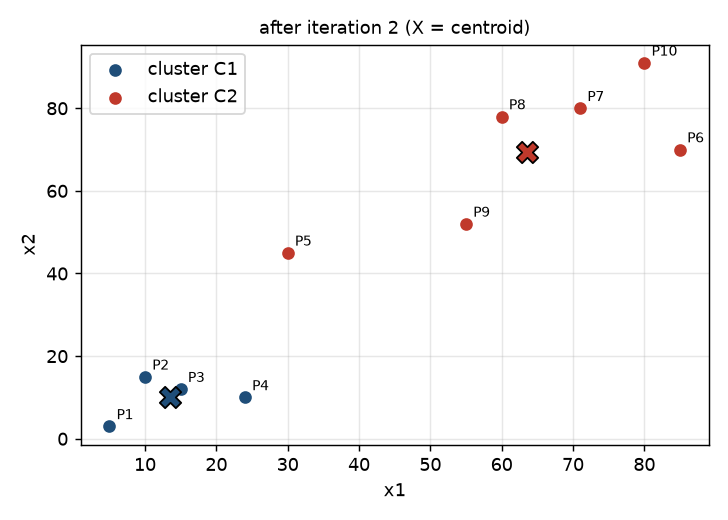 after iteration 2 (X = centroid)
cluster C1
cluster C2
P10
P8
P7
P6
P9
P5
P2
P3
P4
P1
80
60
40
20
0
x2
10
20
30
40
50
60
70
80
x1